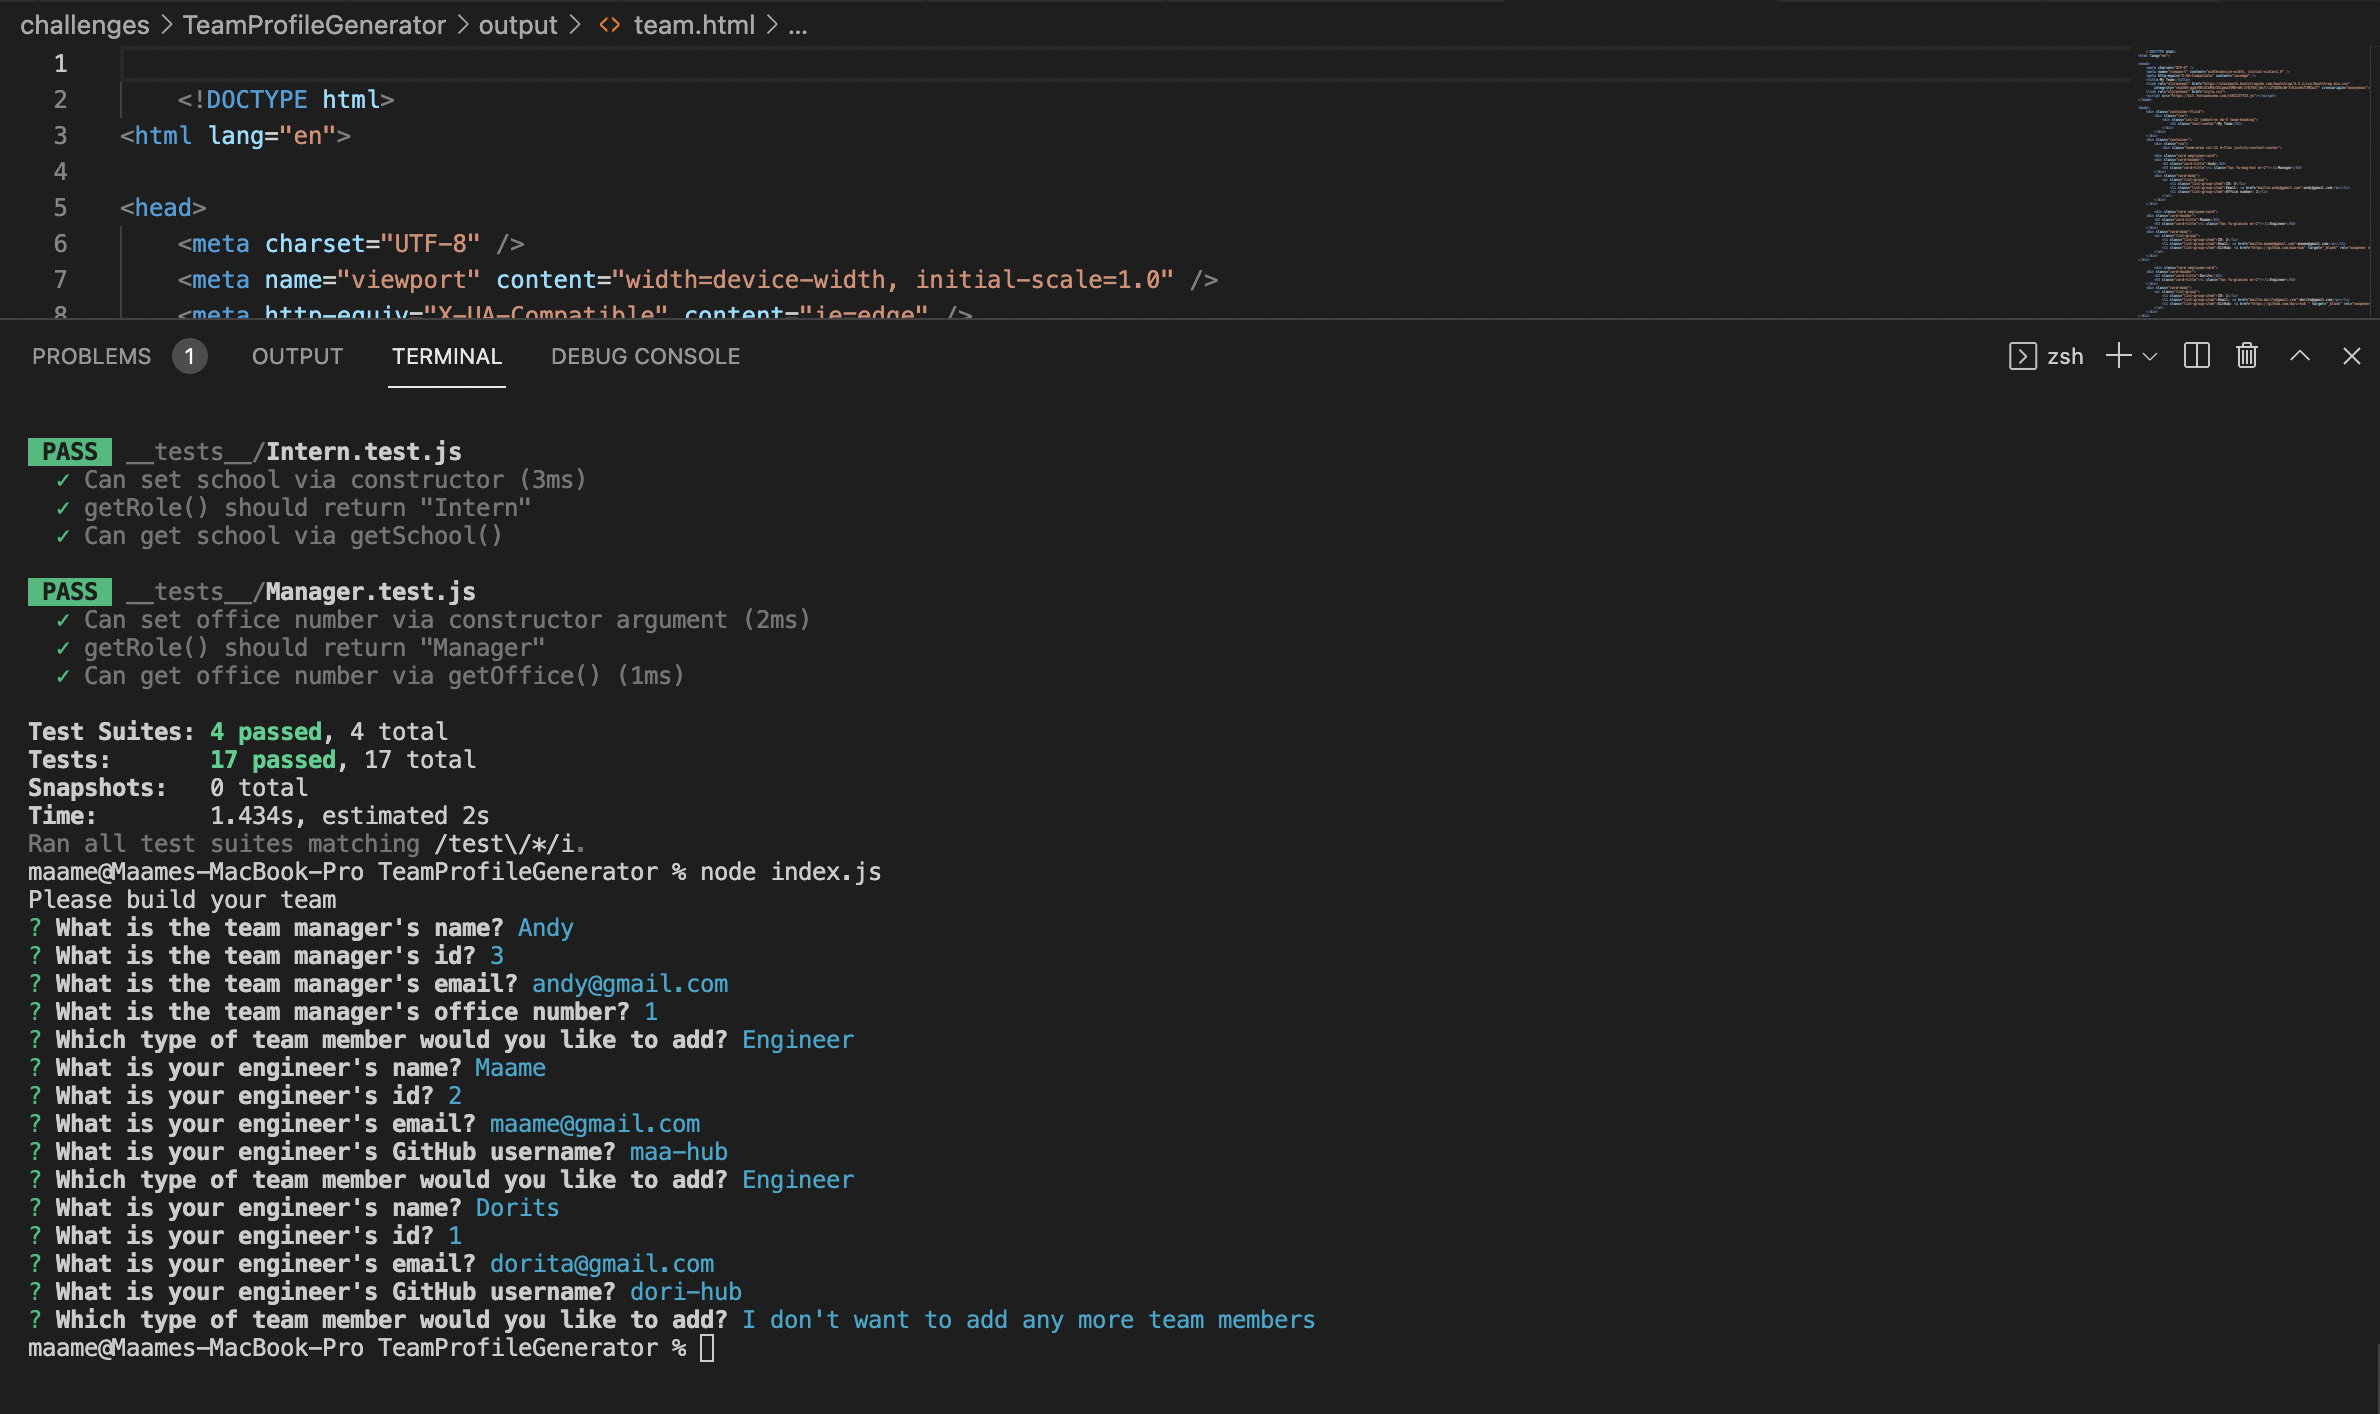 challenges > TeamProfileGenerator > output > <> team.html > ...
1
2 <!DOCTYPE html>
3 <html lang="en">
4
5 <head>
6 <meta charset="UTF-8" />
7 <meta name="viewport" content="width=device-width, initial-scale=1.0" />
8 <meta http-equiv="X-UA-Compatible" content="ie=edge" />
PROBLEMS 1 OUTPUT TERMINAL DEBUG CONSOLE zsh
PASS __tests__/Intern.test.js
✓ Can set school via constructor (3ms)
✓ getRole() should return "Intern"
✓ Can get school via getSchool()
PASS __tests__/Manager.test.js
✓ Can set office number via constructor argument (2ms)
✓ getRole() should return "Manager"
✓ Can get office number via getOffice() (1ms)
Test Suites: 4 passed, 4 total
Tests: 17 passed, 17 total
Snapshots: 0 total
Time: 1.434s, estimated 2s
Ran all test suites matching /test\/*/i.
maame@Maames-MacBook-Pro TeamProfileGenerator % node index.js
Please build your team
? What is the team manager's name? Andy
? What is the team manager's id? 3
? What is the team manager's email? andy@gmail.com
? What is the team manager's office number? 1
? Which type of team member would you like to add? Engineer
? What is your engineer's name? Maame
? What is your engineer's id? 2
? What is your engineer's email? maame@gmail.com
? What is your engineer's GitHub username? maa-hub
? Which type of team member would you like to add? Engineer
? What is your engineer's name? Dorits
? What is your engineer's id? 1
? What is your engineer's email? dorita@gmail.com
? What is your engineer's GitHub username? dori-hub
? Which type of team member would you like to add? I don't want to add any more team members
maame@Maames-MacBook-Pro TeamProfileGenerator %